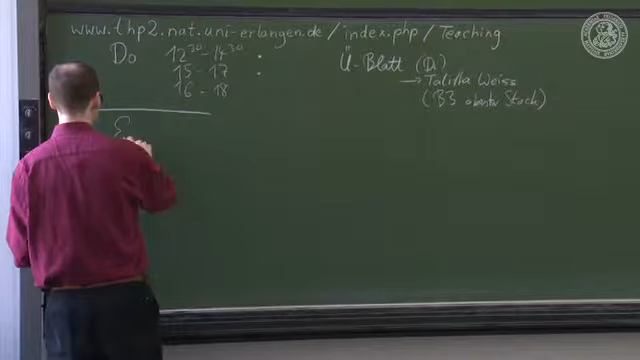 www.thp2.nat.uni-erlangen.de/index.php/Teaching
Do 12³⁰-14³⁰ :
15 - 17 :
16 - 18
Ü-Blatt (Di)
→ Talitha Weiss
(B3 oberster Stock)